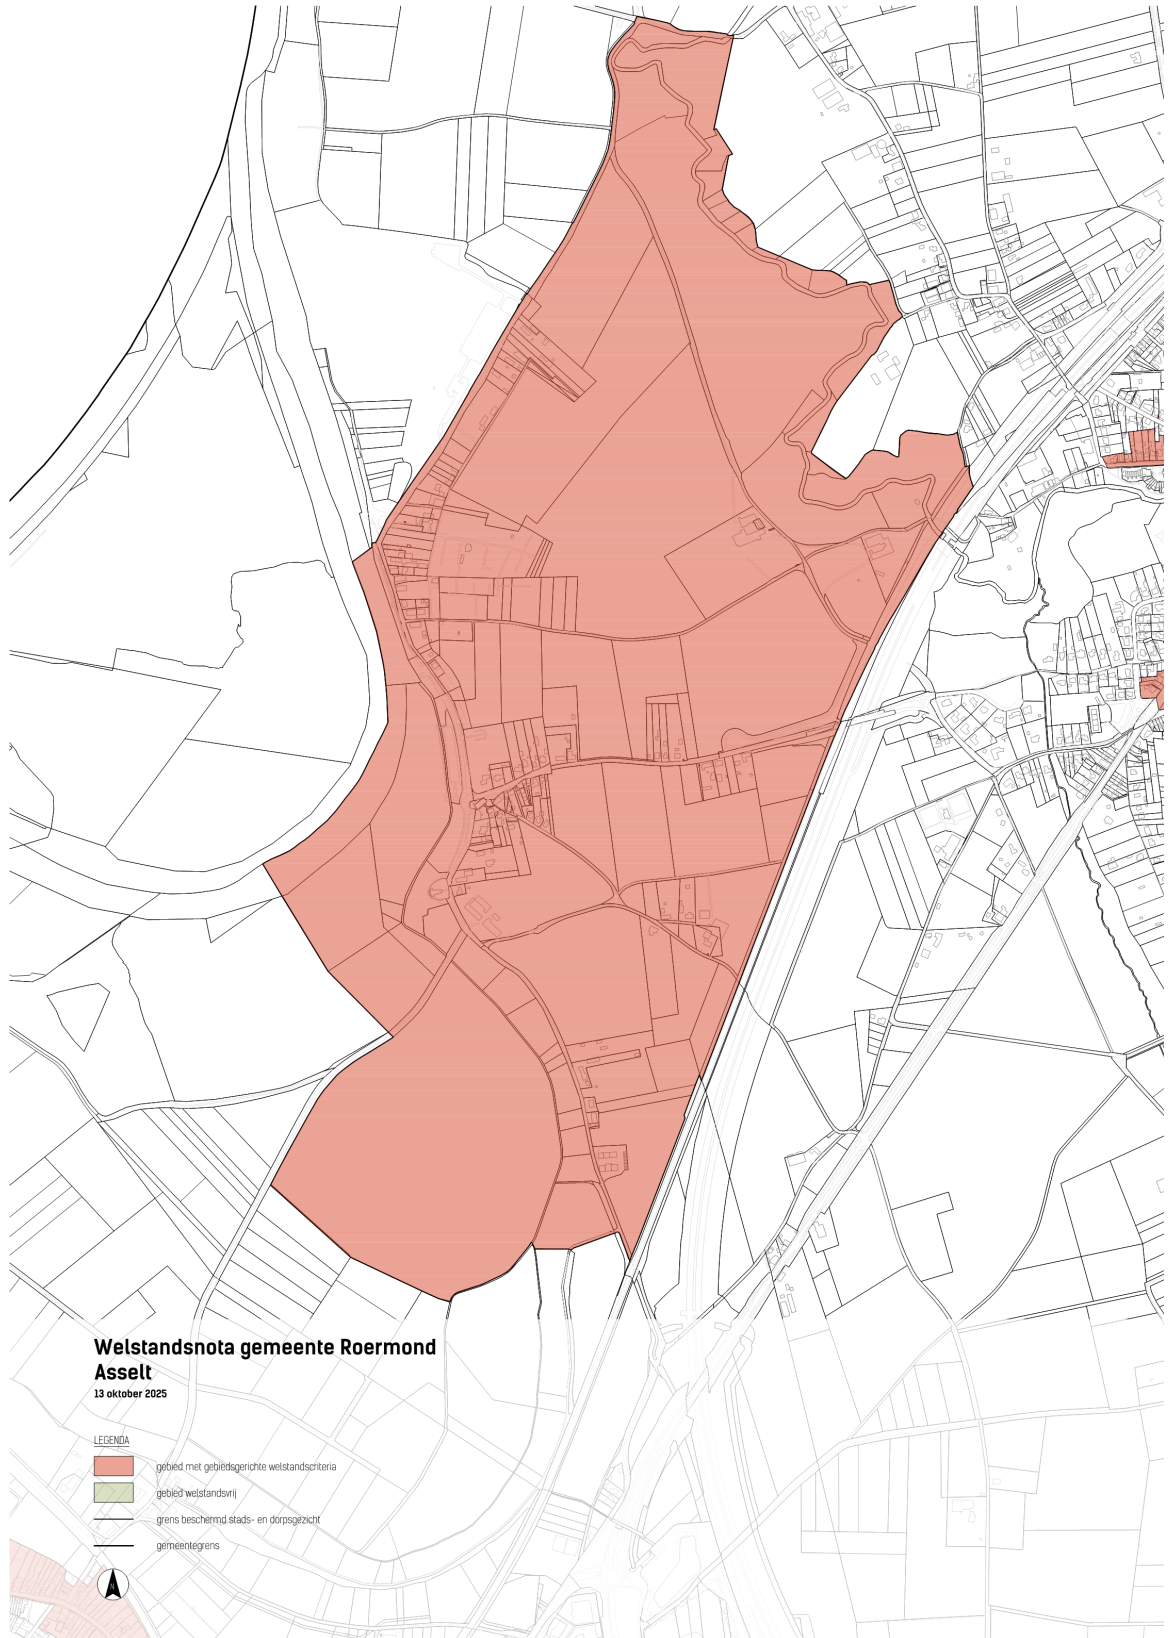 Welstandsnota gemeente Roermond
Asselt
13 oktober 2025
LEGENDA
gebied met gebiedsgerichte welstandscriteria
gebied welstandsvrij
grens beschermd stads- en dorpsgezicht
gemeentegrens
N